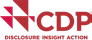 CDP
DISCLOSURE INSIGHT ACTION